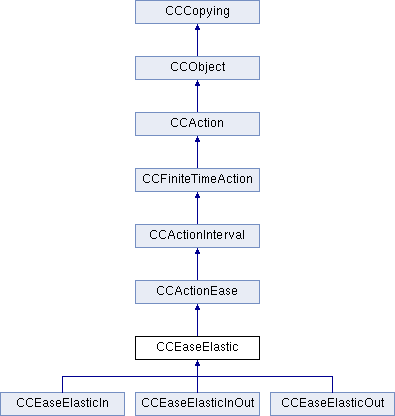 CCCopying
CCObject
CCAction
CCFiniteTimeAction
CCActionInterval
CCActionEase
CCEaseElastic
CCEaseElasticIn
CCEaseElasticInOut
CCEaseElasticOut